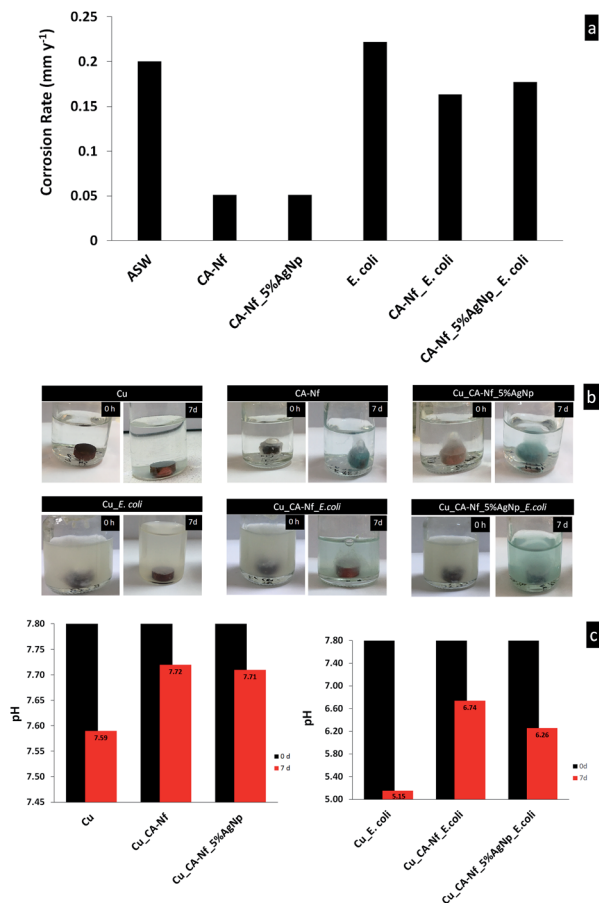 a
0.25
0.2
0.15
0.1
0.05
0
Corrosion Rate (mm y⁻¹)
ASW
CA-Nf
CA-Nf_5%AgNp
E. coli
CA-Nf_ E. coli
CA-Nf_5%AgNp_ E. coli
b
Cu
0 h
7d
CA-Nf
0 h
7d
Cu_CA-Nf_5%AgNp
0 h
7d
Cu_E. coli
0 h
7d
Cu_CA-Nf_E.coli
0 h
7d
Cu_CA-Nf_5%AgNp_E.coli
0 h
7d
c
7.80
7.75
7.70
7.65
7.60
7.55
7.50
7.45
pH
7.59
7.72
7.71
0 d
7 d
Cu
Cu_CA-Nf
Cu_CA-Nf_5%AgNp
7.80
7.40
7.00
6.60
6.20
5.80
5.40
5.00
pH
5.15
6.74
6.26
0d
7d
Cu_E. coli
Cu_CA-Nf_E.coli
Cu_CA-Nf_5%AgNp_E.coli